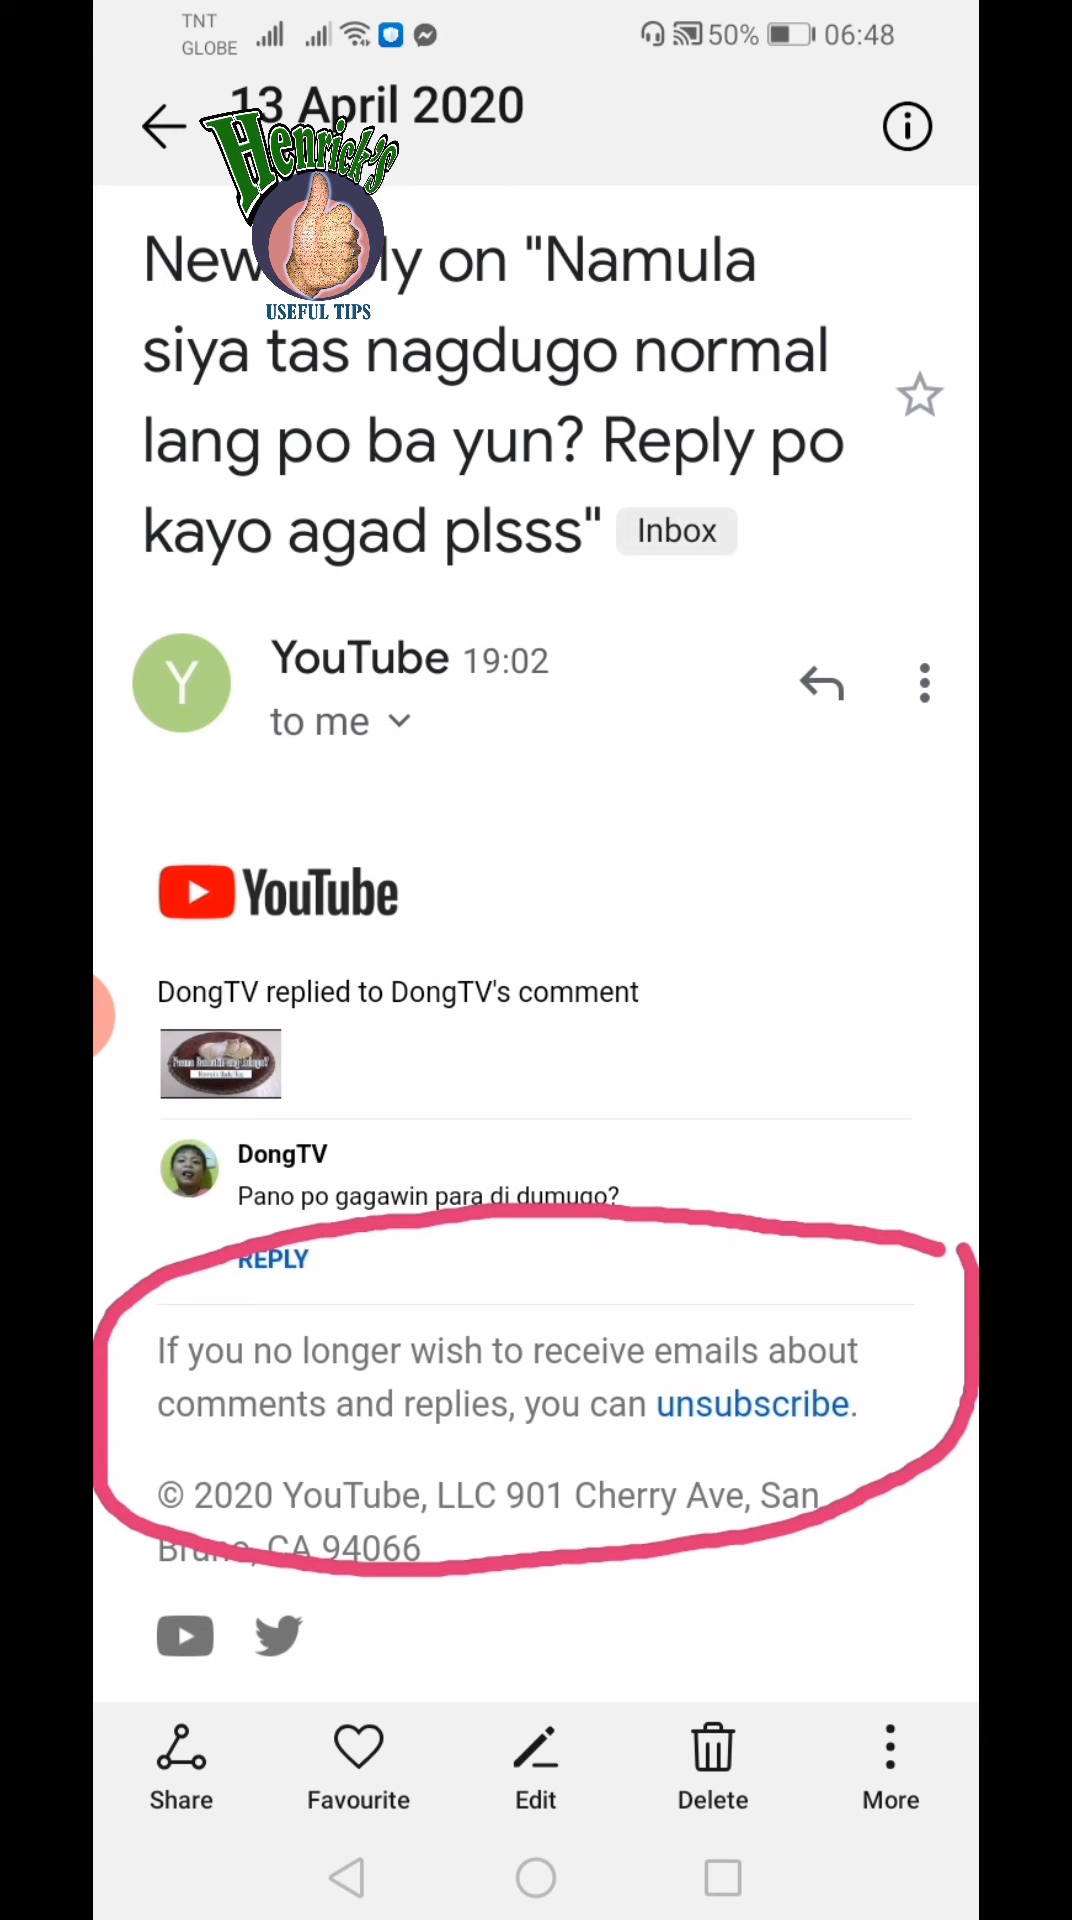 TNT
GLOBE
50% 06:48
13 April 2020
Henrick's
USEFUL TIPS
New ly on "Namula
siya tas nagdugo normal
lang po ba yun? Reply po
kayo agad plsss" Inbox
Y
YouTube 19:02
to me
YouTube
DongTV replied to DongTV's comment
DongTV
Pano po gagawin para di dumugo?
REPLY
If you no longer wish to receive emails about
comments and replies, you can unsubscribe.
© 2020 YouTube, LLC 901 Cherry Ave, San
Bruno, CA 94066
Share Favourite Edit Delete More